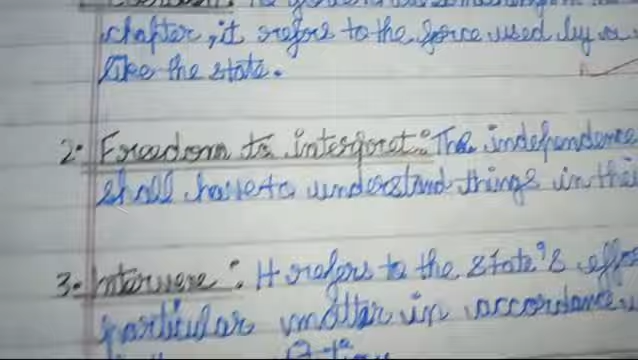 chapter, it refers to the force used by
like the state.
2. Freedom to interpret: The independence
shall have to understand things in
3. Intervene: It refers to the state's
particular matter in accordance